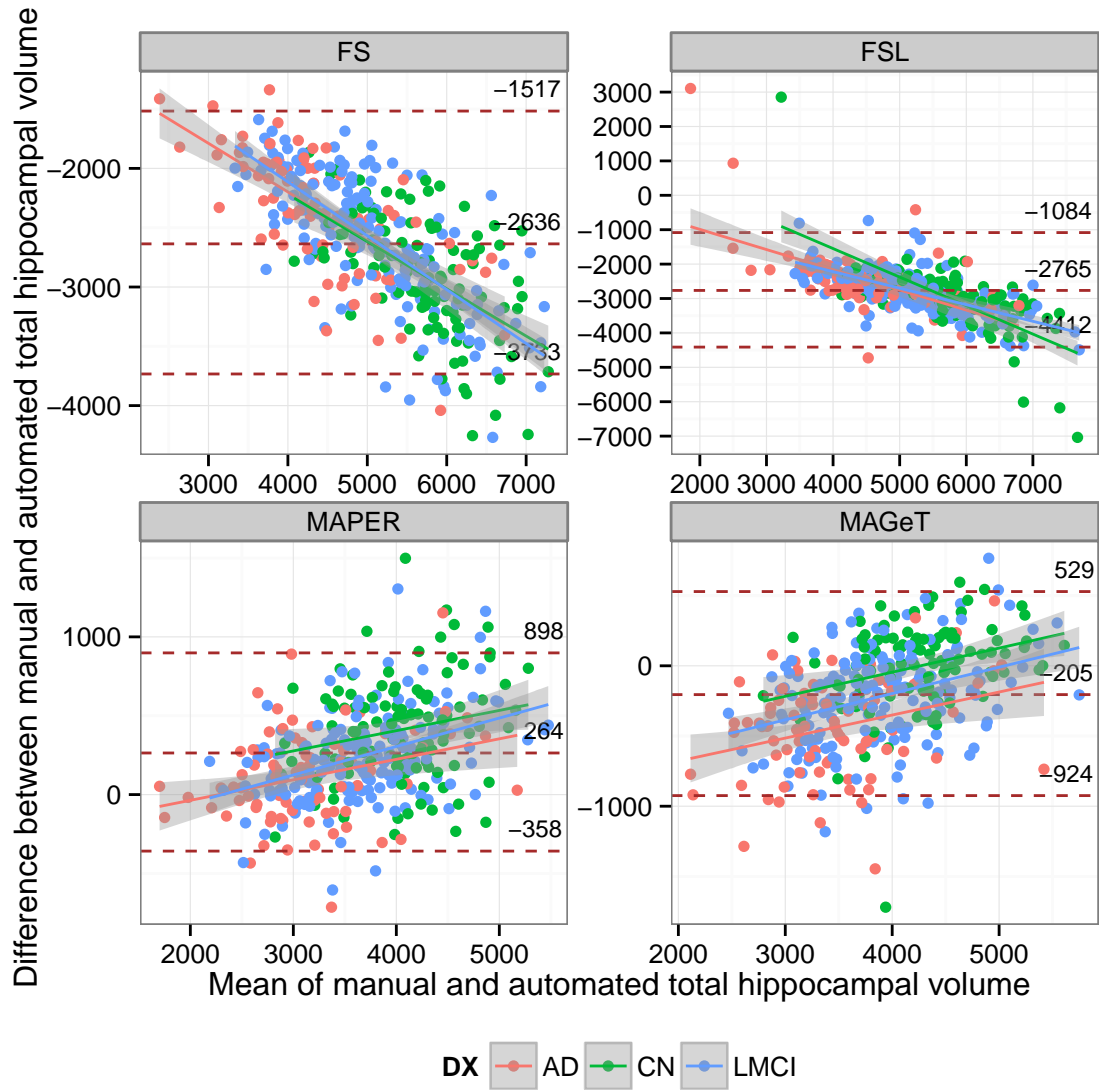 Difference between manual and automated total hippocampal volume
FS
−1517
−2636
−3733
−2000
−3000
−4000
3000 4000 5000 6000 7000
FSL
−1084
−2765
−4412
3000
2000
1000
0
−1000
−2000
−3000
−4000
−5000
−6000
−7000
2000 3000 4000 5000 6000 7000
MAPER
898
264
−358
1000
0
2000 3000 4000 5000
MAGeT
529
−205
−924
0
−1000
2000 3000 4000 5000
Mean of manual and automated total hippocampal volume
DX AD CN LMCI